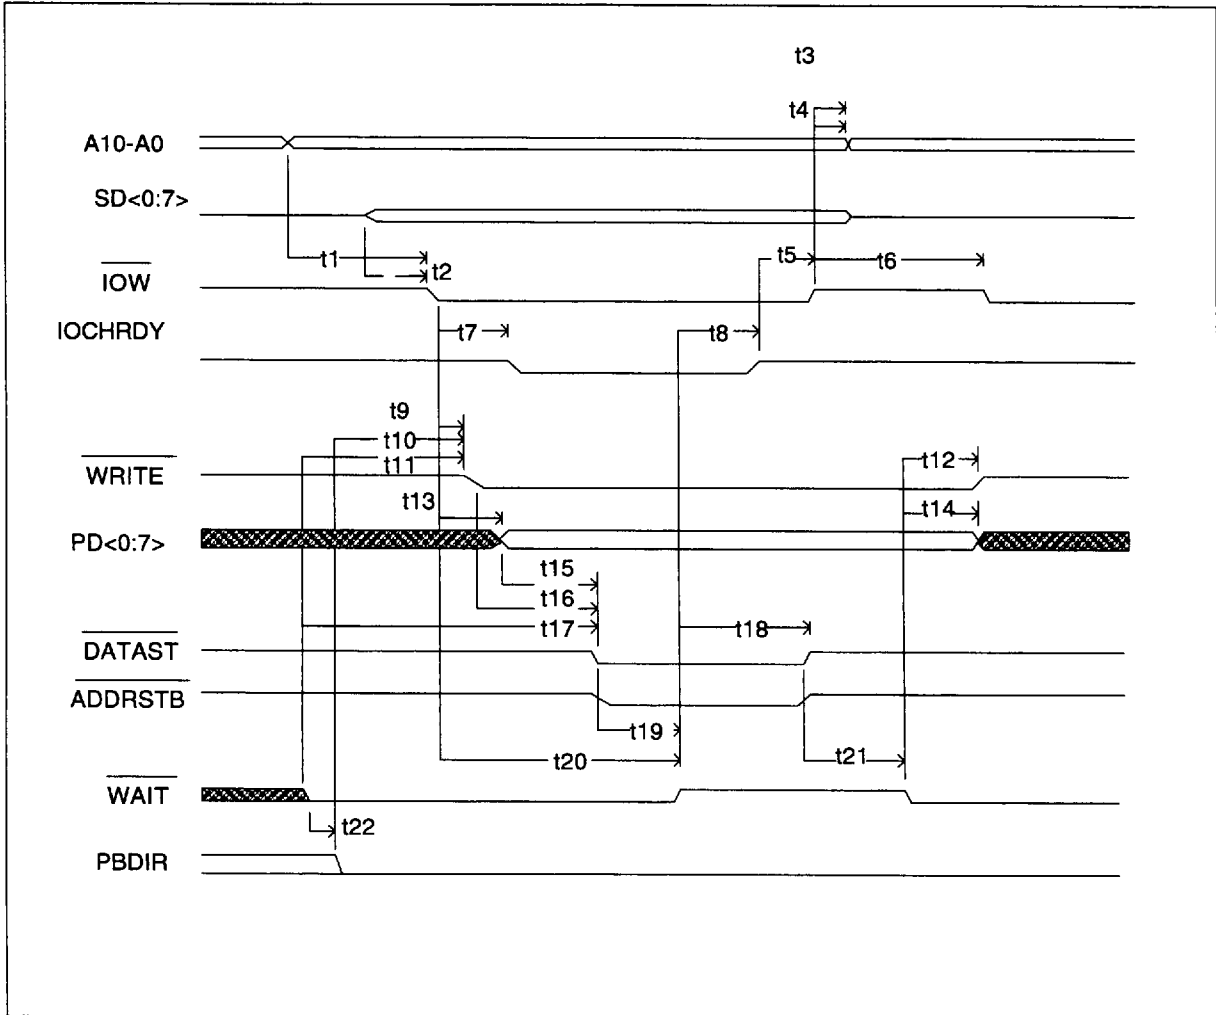 t3
t4
A10-A0
SD<0:7>
t1
t2
t5
t6
IOW
IOCHRDY
t7
t8
t9
t10
t11
WRITE
t12
t13
t14
PD<0:7>
t15
t16
t17
t18
DATAST
ADDRSTB
t19
t20
t21
WAIT
t22
PBDIR